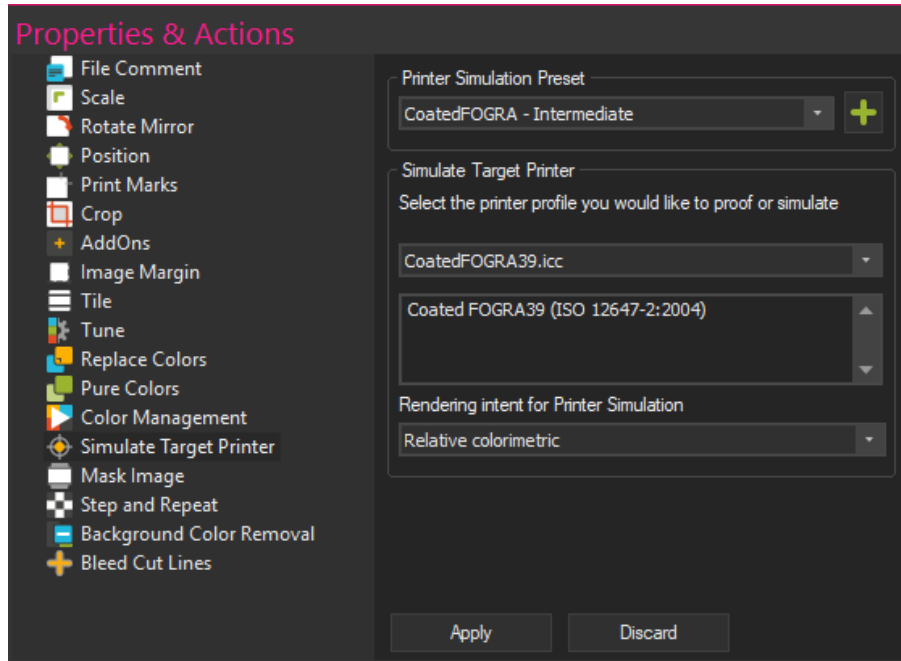 Properties & Actions
File Comment
Scale
Rotate Mirror
Position
Print Marks
Crop
AddOns
Image Margin
Tile
Tune
Replace Colors
Pure Colors
Color Management
Simulate Target Printer
Mask Image
Step and Repeat
Background Color Removal
Bleed Cut Lines
Printer Simulation Preset
CoatedFOGRA - Intermediate
Simulate Target Printer
Select the printer profile you would like to proof or simulate
CoatedFOGRA39.icc
Coated FOGRA39 (ISO 12647-2:2004)
Rendering intent for Printer Simulation
Relative colorimetric
Apply
Discard